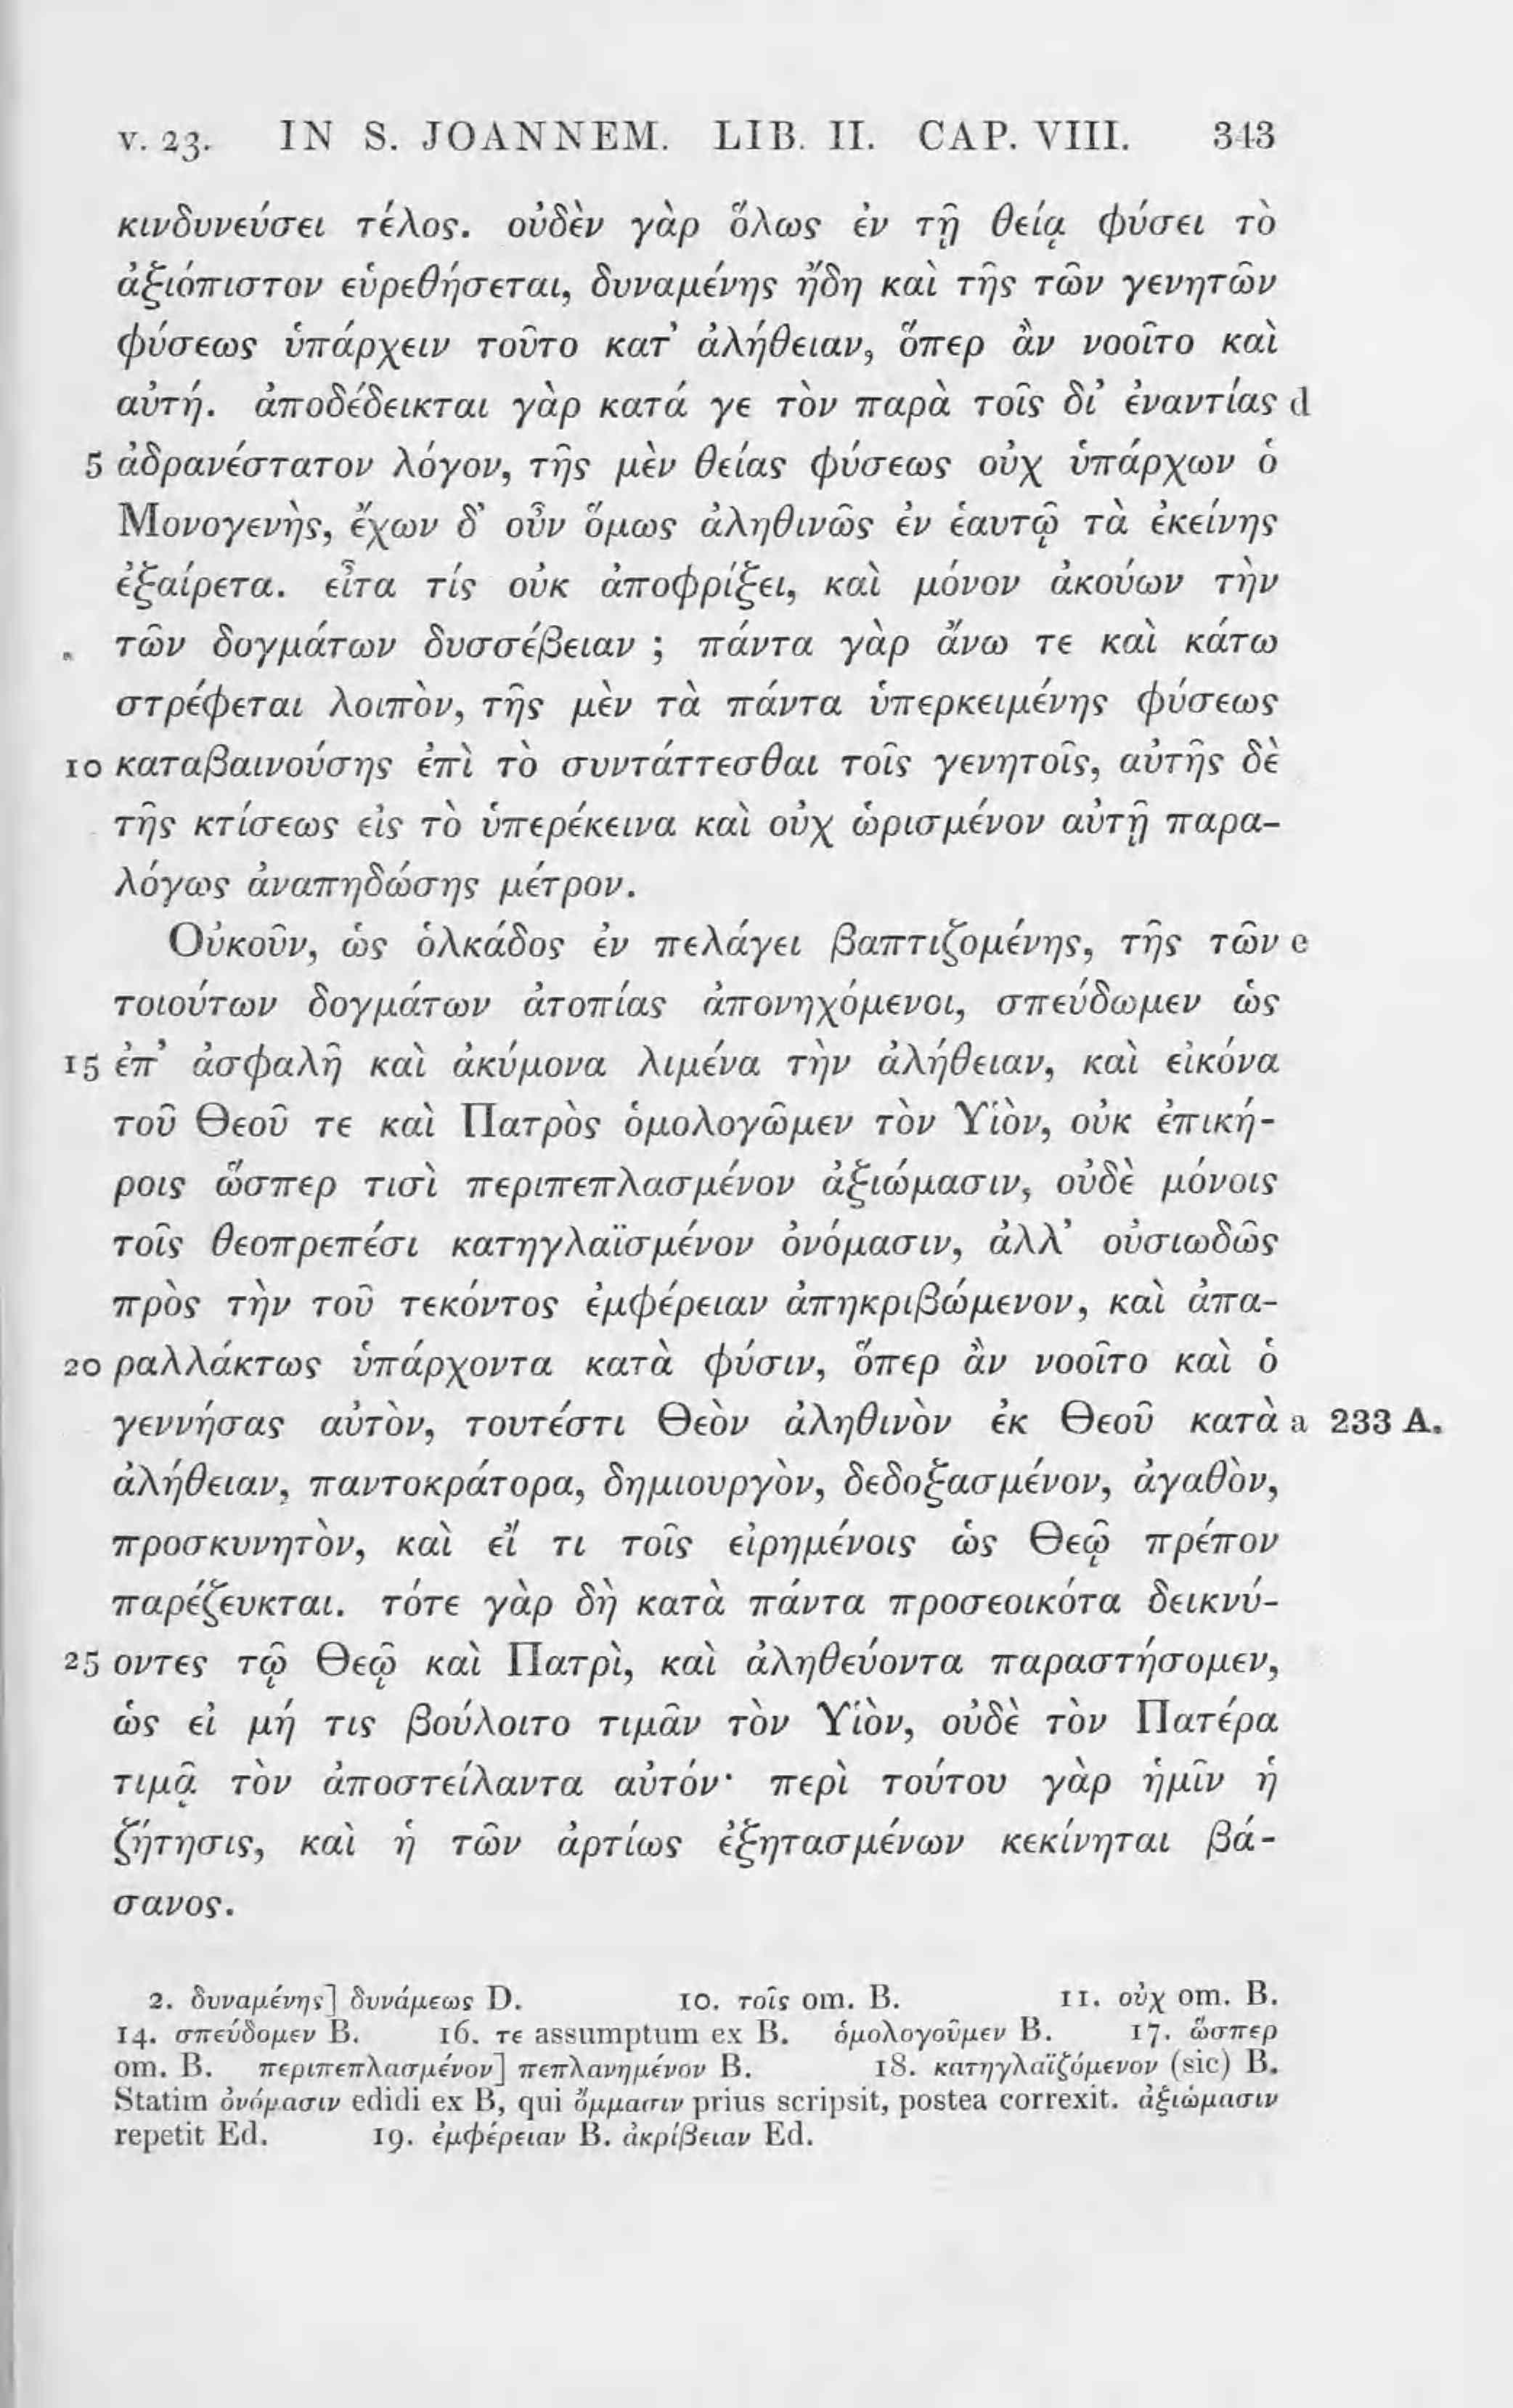 v. 23. IN S. JOANNEM. LIB. II. CAP. VIII. 343
κινδυνεύσει τέλος. οὐδὲν γὰρ ὅλως ἐν τῇ θείᾳ φύσει τὸ
ἀξιόπιστον εὑρεθήσεται, δυναμένης ἤδη καὶ τῆς τῶν γενητῶν
φύσεως ὑπάρχειν τοῦτο κατ’ ἀλήθειαν, ὅπερ ἂν νοοῖτο καὶ
αὐτή. ἀποδέδεικται γὰρ κατά γε τὸν παρὰ τοῖς δι’ ἐναντίας d
5 ἀδρανέστατον λόγον, τῆς μὲν θείας φύσεως οὐχ ὑπάρχων ὁ
Μονογενὴς, ἔχων δ’ οὖν ὅμως ἀληθινῶς ἐν ἑαυτῷ τὰ ἐκείνης
ἐξαίρετα. εἶτα τίς οὐκ ἀποφρίξει, καὶ μόνον ἀκούων τὴν
τῶν δογμάτων δυσσέβειαν ; πάντα γὰρ ἄνω τε καὶ κάτω
στρέφεται λοιπὸν, τῆς μὲν τὰ πάντα ὑπερκειμένης φύσεως
10 καταβαινούσης ἐπὶ τὸ συντάττεσθαι τοῖς γενητοῖς, αὐτῆς δὲ
τῆς κτίσεως εἰς τὸ ὑπερέκεινα καὶ οὐχ ὡρισμένον αὐτῇ παρα-
λόγως ἀναπηδώσης μέτρον.
Οὐκοῦν, ὡς ὁλκάδος ἐν πελάγει βαπτιζομένης, τῆς τῶν e
τοιούτων δογμάτων ἀτοπίας ἀπονηχόμενοι, σπεύδωμεν ὡς
15 ἐπ’ ἀσφαλῆ καὶ ἀκύμονα λιμένα τὴν ἀλήθειαν, καὶ εἰκόνα
τοῦ Θεοῦ τε καὶ Πατρὸς ὁμολογῶμεν τὸν Υἱὸν, οὐκ ἐπική-
ροις ὥσπερ τισὶ περιπεπλασμένον ἀξιώμασιν, οὐδὲ μόνοις
τοῖς θεοπρεπέσι κατηγλαϊσμένον ὀνόμασιν, ἀλλ’ οὐσιωδῶς
πρὸς τὴν τοῦ τεκόντος ἐμφέρειαν ἀπηκριβώμενον, καὶ ἀπα-
20 ραλλάκτως ὑπάρχοντα κατὰ φύσιν, ὅπερ ἂν νοοῖτο καὶ ὁ
γεννήσας αὐτὸν, τουτέστι Θεὸν ἀληθινὸν ἐκ Θεοῦ κατὰ a 233 A.
ἀλήθειαν, παντοκράτορα, δημιουργὸν, δεδοξασμένον, ἀγαθὸν,
προσκυνητὸν, καὶ εἴ τι τοῖς εἰρημένοις ὡς Θεῷ πρέπον
παρέζευκται. τότε γὰρ δὴ κατὰ πάντα προσεοικότα δεικνύ-
25 οντες τῷ Θεῷ καὶ Πατρὶ, καὶ ἀληθεύοντα παραστήσομεν,
ὡς εἰ μή τις βούλοιτο τιμᾶν τὸν Υἱὸν, οὐδὲ τὸν Πατέρα
τιμᾷ τὸν ἀποστείλαντα αὐτόν· περὶ τούτου γὰρ ἡμῖν ἡ
ζήτησις, καὶ ἡ τῶν ἀρτίως ἐξητασμένων κεκίνηται βά-
σανος.
2. δυναμένης] δυνάμεως D. 10. τοῖς om. B. 11. οὐχ om. B.
14. σπεύδομεν B. 16. τε assumptum ex B. ὁμολογοῦμεν B. 17. ὥσπερ
om. B. περιπεπλασμένον] πεπλανημένον B. 18. κατηγλαϊζόμενον (sic) B.
Statim ὀνόμασιν edidi ex B, qui ὄμμασιν prius scripsit, postea correxit. ἀξιώμασιν
repetit Ed. 19. ἐμφέρειαν B. ἀκρίβειαν Ed.